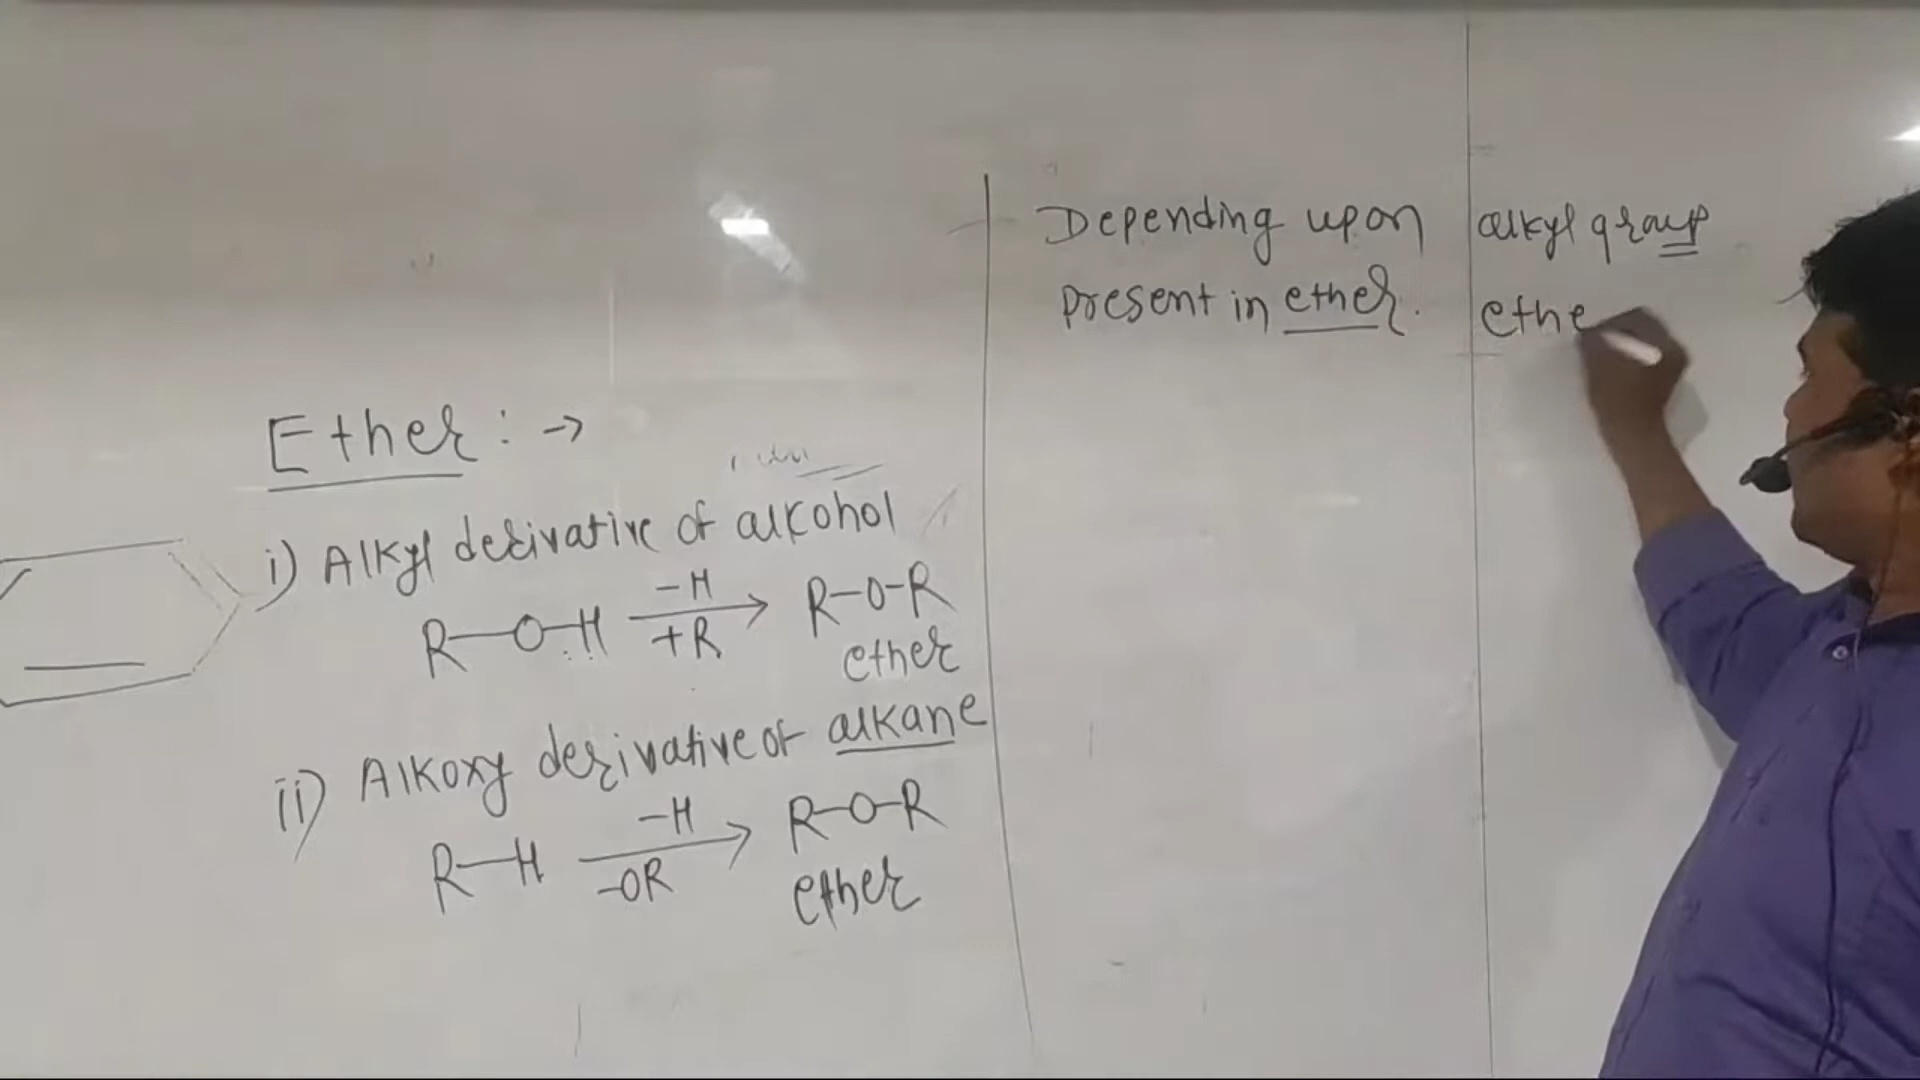 Ether : →
i) Alkyl derivative of alkohol
R—O—H —H +R → R—O—R
ether
ii) Alkoxy derivative of alkane
R—H —H —OR → R—O—R
ether
Depending upon alkyl group
present in ether. ethe